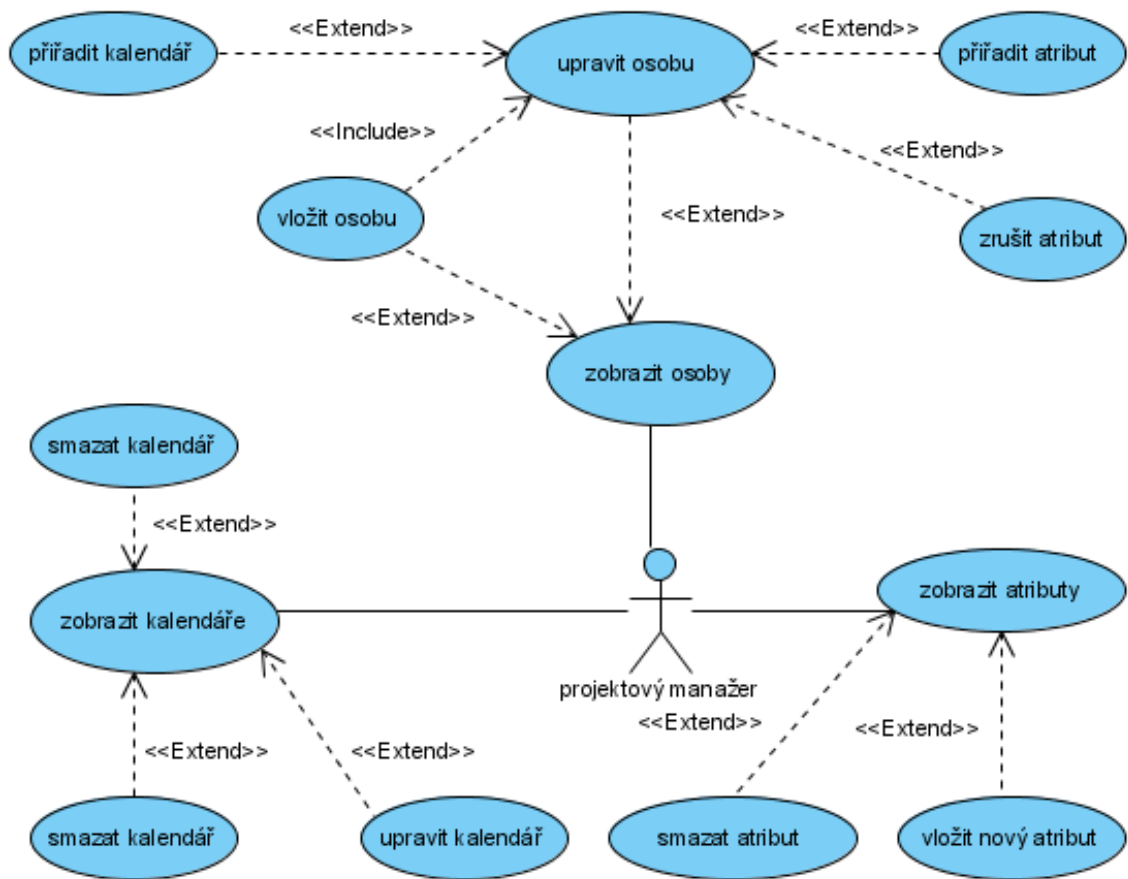 <<Extend>>
<<Extend>>
přiřadit kalendář
upravit osobu
přiřadit atribut
<<Include>>
<<Extend>>
vložit osobu
<<Extend>>
zrušit atribut
<<Extend>>
zobrazit osoby
smazat kalendář
<<Extend>>
zobrazit kalendáře
zobrazit atributy
projektový manažer
<<Extend>>
<<Extend>>
<<Extend>>
<<Extend>>
smazat kalendář
upravit kalendář
smazat atribut
vložit nový atribut